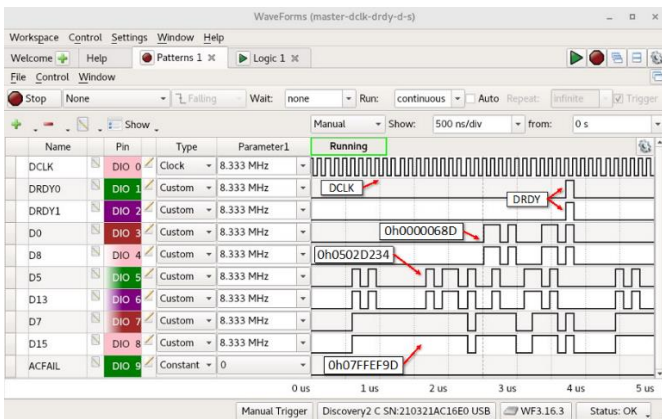 WaveForms (master-dclk-drdy-d-s)
Workspace Control Settings Window Help
Welcome Help Patterns 1 Logic 1
File Control Window
Stop None Falling Wait: none Run: continuous Auto Repeat: Infinite Trigger
Show Manual Show: 500 ns/div from: 0 s
Name Pin Type Parameter1 Running
DCLK DIO 0 Clock 8.333 MHz
DRDY0 DIO 1 Custom 8.333 MHz DCLK
DRDY
DRDY1 DIO 2 Custom 8.333 MHz
D0 DIO 3 Custom 8.333 MHz 0h0000068D
D8 DIO 4 Custom 8.333 MHz 0h0502D234
D5 DIO 5 Custom 8.333 MHz
D13 DIO 6 Custom 8.333 MHz
D7 DIO 7 Custom 8.333 MHz
D15 DIO 8 Custom 8.333 MHz
ACFAIL DIO 9 Constant 0 0h07FFEF9D
0 us 1 us 2 us 3 us 4 us 5 us
Manual Trigger Discovery2 C SN:210321AC16E0 USB WF3.16.3 Status: OK